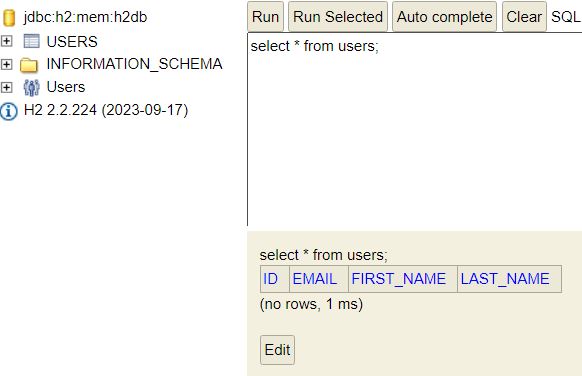 jdbc:h2:mem:h2db
USERS
INFORMATION_SCHEMA
Users
H2 2.2.224 (2023-09-17)
Run Run Selected Auto complete Clear SQL
select * from users;
select * from users;
ID EMAIL FIRST_NAME LAST_NAME
(no rows, 1 ms)
Edit